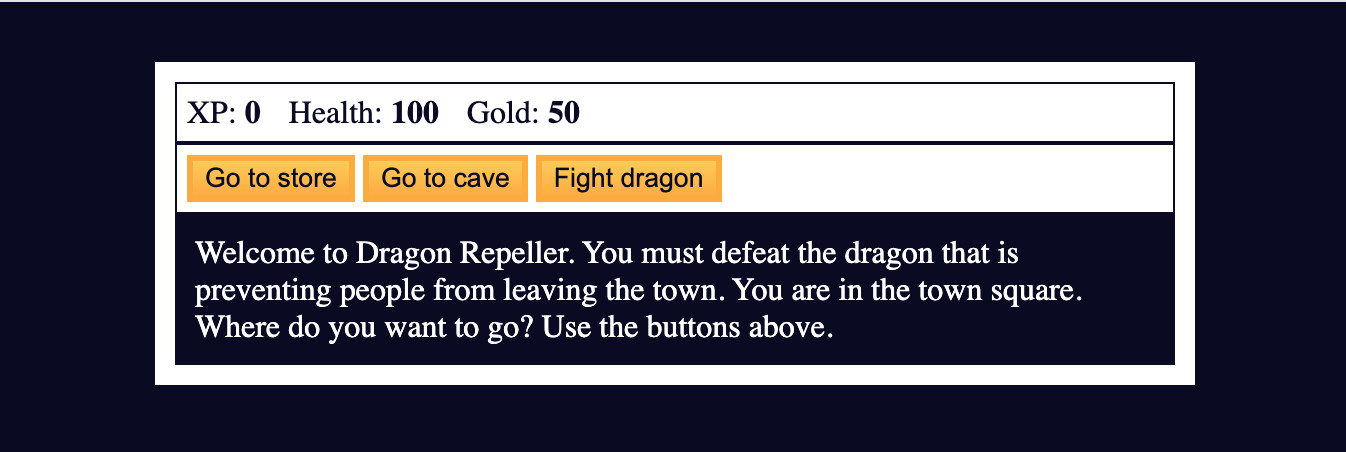 XP: 0 Health: 100 Gold: 50
Go to store Go to cave Fight dragon
Welcome to Dragon Repeller. You must defeat the dragon that is
preventing people from leaving the town. You are in the town square.
Where do you want to go? Use the buttons above.